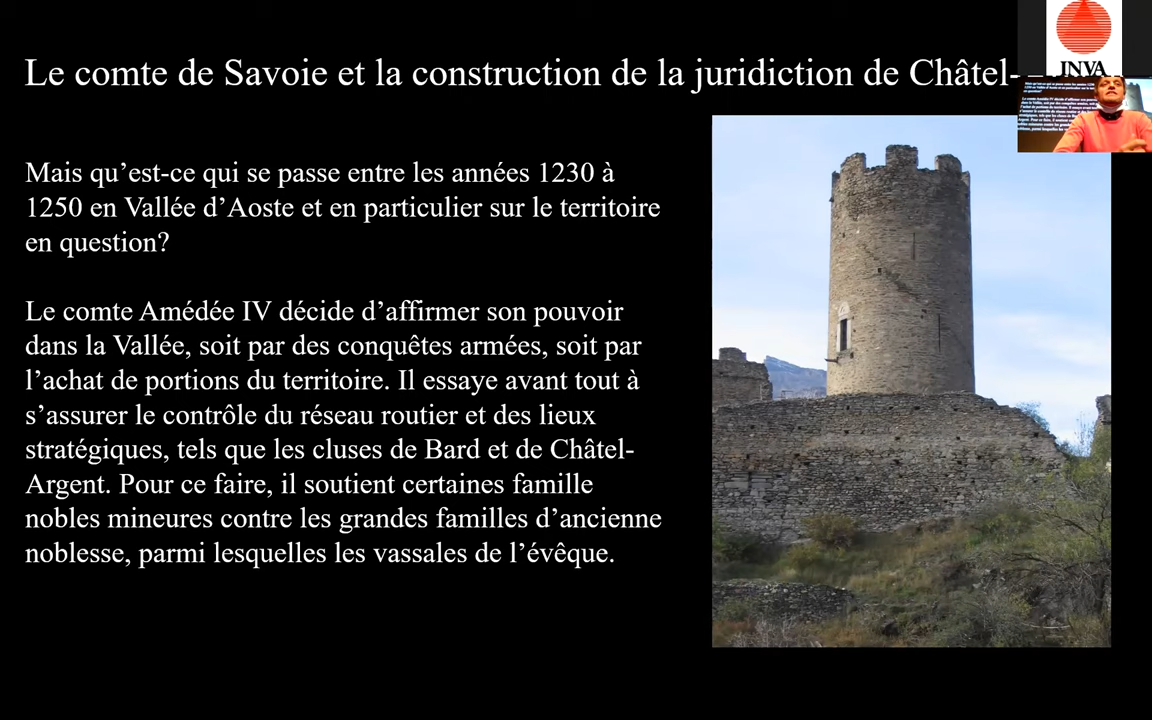 Le comte de Savoie et la construction de la juridiction de Châtel-
INVA
Mais qu’est-ce qui se passe entre les années 1230 à
1250 en Vallée d’Aoste et en particulier sur le territoire
en question?
Le comte Amédée IV décide d’affirmer son pouvoir
dans la Vallée, soit par des conquêtes armées, soit par
l’achat de portions du territoire. Il essaye avant tout à
s’assurer le contrôle du réseau routier et des lieux
stratégiques, tels que les cluses de Bard et de Châtel-
Argent. Pour ce faire, il soutient certaines famille
nobles mineures contre les grandes familles d’ancienne
noblesse, parmi lesquelles les vassales de l’évêque.